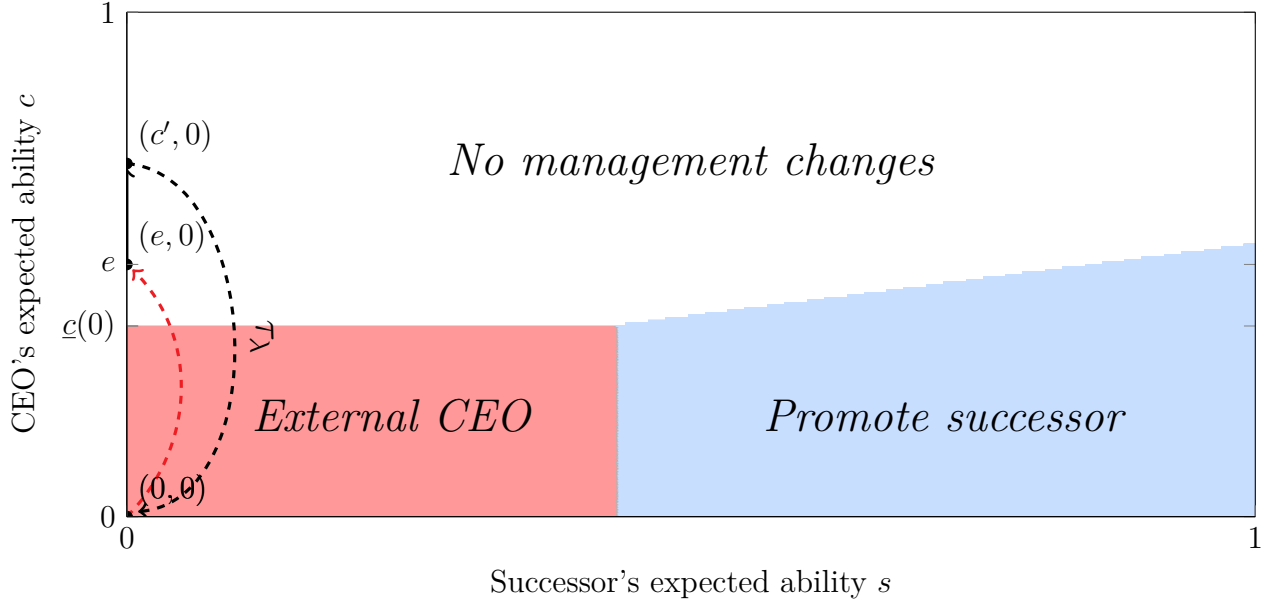 1
(c′, 0)
No management changes
(e, 0)
e
c(0)
External CEO
Promote successor
(0, 0)
0
0
1
Successor's expected ability s
CEO's expected ability c